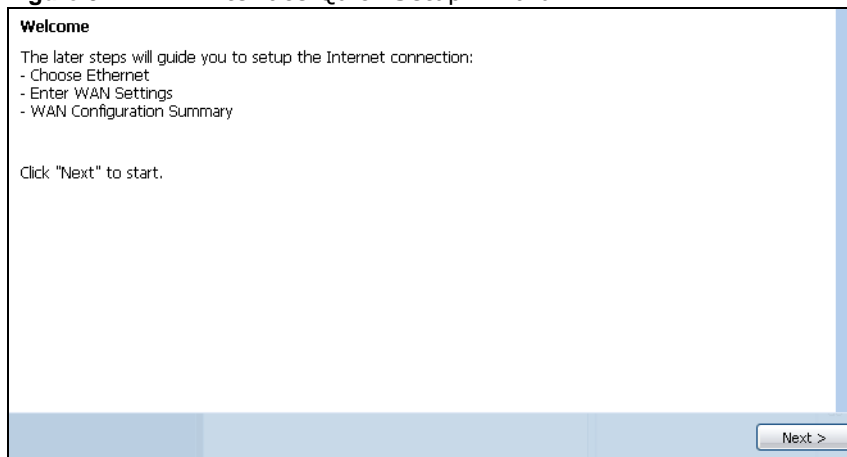 Welcome
The later steps will guide you to setup the Internet connection:
- Choose Ethernet
- Enter WAN Settings
- WAN Configuration Summary
Click "Next" to start.
Next >